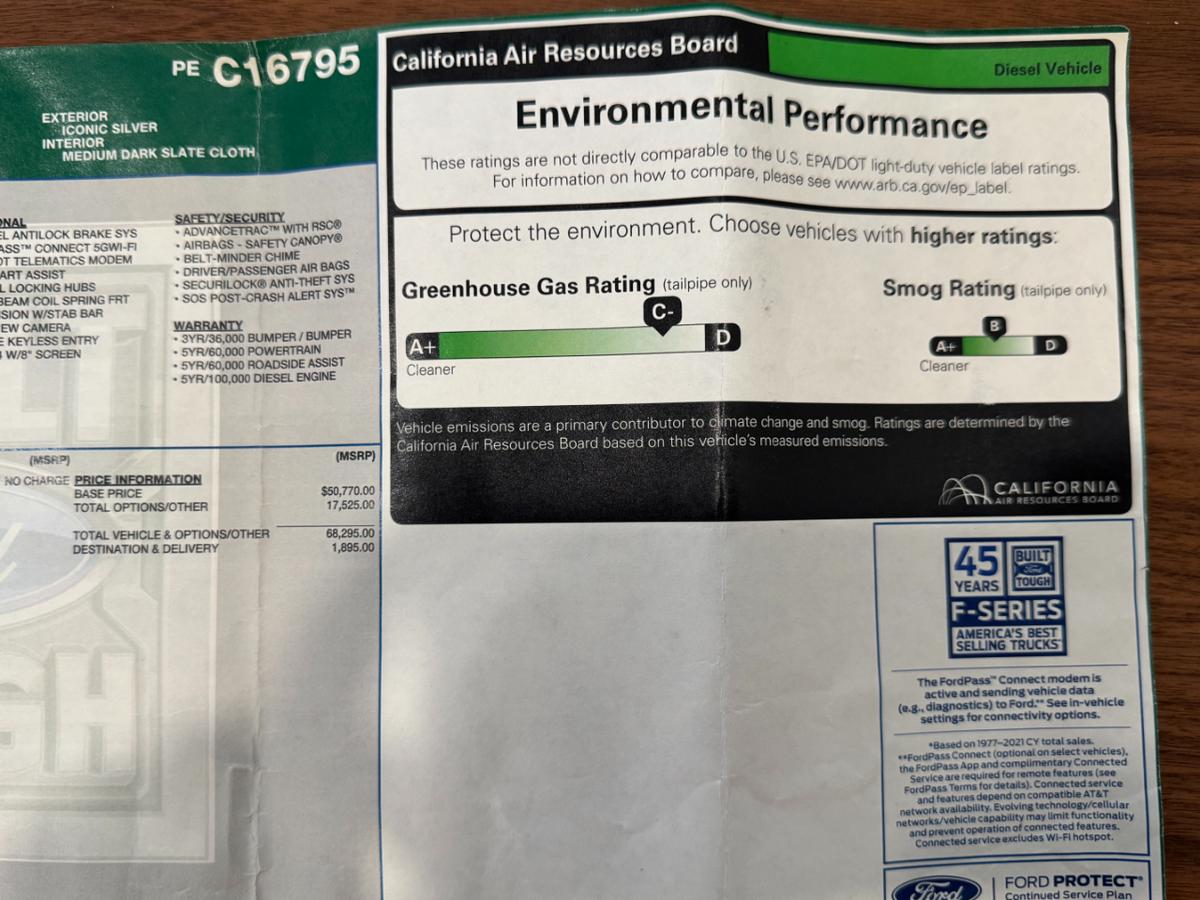 PE C16795
EXTERIOR
ICONIC SILVER
INTERIOR
MEDIUM DARK SLATE CLOTH
ANTILOCK BRAKE SYS
CONNECT 5GWI-FI
TELEMATICS MODEM
ASSIST
LOCKING HUBS
BEAM COIL SPRING FRT
W/STAB BAR
CAMERA
KEYLESS ENTRY
W/8" SCREEN
SAFETY/SECURITY
• ADVANCETRAC™ WITH RSC®
• AIRBAGS - SAFETY CANOPY®
• BELT-MINDER CHIME
• DRIVER/PASSENGER AIR BAGS
• SECURILOCK® ANTI-THEFT SYS
• SOS POST-CRASH ALERT SYS™
WARRANTY
• 3YR/36,000 BUMPER / BUMPER
• 5YR/60,000 POWERTRAIN
• 5YR/60,000 ROADSIDE ASSIST
• 5YR/100,000 DIESEL ENGINE
(MSRP)
NO CHARGE
PRICE INFORMATION
(MSRP)
BASE PRICE $50,770.00
TOTAL OPTIONS/OTHER 17,525.00
TOTAL VEHICLE & OPTIONS/OTHER 68,295.00
DESTINATION & DELIVERY 1,895.00
California Air Resources Board
Diesel Vehicle
Environmental Performance
These ratings are not directly comparable to the U.S. EPA/DOT light-duty vehicle label ratings.
For information on how to compare, please see www.arb.ca.gov/ep_label.
Protect the environment. Choose vehicles with higher ratings:
Greenhouse Gas Rating (tailpipe only)
C-
A+ D
Cleaner
Smog Rating (tailpipe only)
B
A+ D
Cleaner
Vehicle emissions are a primary contributor to climate change and smog. Ratings are determined by the
California Air Resources Board based on this vehicle's measured emissions.
CALIFORNIA
AIR RESOURCES BOARD
45
YEARS
BUILT
Ford
TOUGH
F-SERIES
AMERICA'S BEST
SELLING TRUCKS*
The FordPass™ Connect modem is
active and sending vehicle data
(e.g., diagnostics) to Ford.** See in-vehicle
settings for connectivity options.
*Based on 1977–2021 CY total sales.
**FordPass Connect (optional on select vehicles),
the FordPass App and complimentary Connected
Service are required for remote features (see
FordPass Terms for details). Connected service
and features depend on compatible AT&T
network availability. Evolving technology/cellular
networks/vehicle capability may limit functionality
and prevent operation of connected features.
Connected service excludes Wi-Fi hotspot.
Ford
FORD PROTECT®
Continued Service Plan